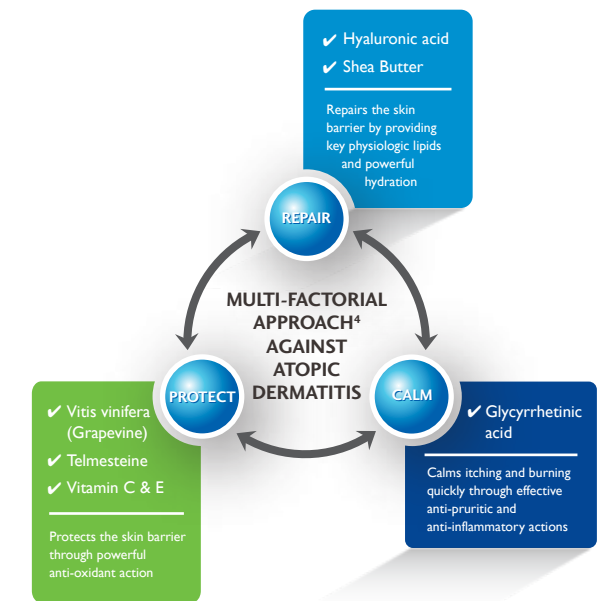 ✔ Hyaluronic acid
✔ Shea Butter
Repairs the skin
barrier by providing
key physiologic lipids
and powerful
hydration
REPAIR
MULTI-FACTORIAL
APPROACH⁴
AGAINST
ATOPIC
DERMATITIS
PROTECT
CALM
✔ Vitis vinifera
(Grapevine)
✔ Telmesteine
✔ Vitamin C & E
Protects the skin barrier
through powerful
anti-oxidant action
✔ Glycyrrhetinic
acid
Calms itching and burning
quickly through effective
anti-pruritic and
anti-inflammatory actions